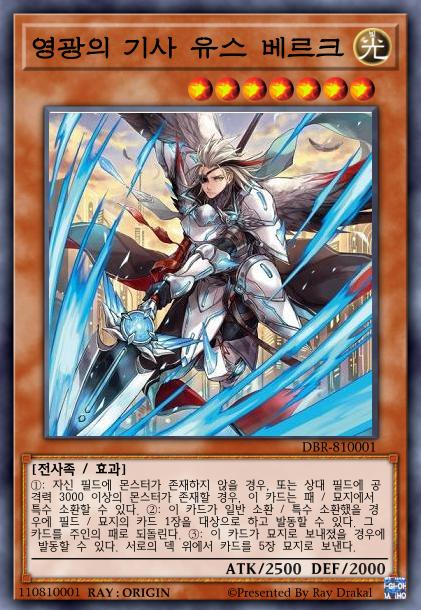 영광의 기사 유스 베르크
光
DBR-810001
[전사족 / 효과]
①: 자신 필드에 몬스터가 존재하지 않을 경우, 또는 상대 필드에 공
격력 3000 이상의 몬스터가 존재할 경우, 이 카드는 패 / 묘지에서
특수 소환할 수 있다. ②: 이 카드가 일반 소환 / 특수 소환했을 경
우에 필드 / 묘지의 카드 1장을 대상으로 하고 발동할 수 있다. 그
카드를 주인의 패로 되돌린다. ③: 이 카드가 묘지로 보내졌을 경우에
발동할 수 있다. 서로의 덱 위에서 카드를 5장 묘지로 보낸다.
ATK/2500 DEF/2000
110810001 RAY : ORIGIN ©Presented By Ray Drakal